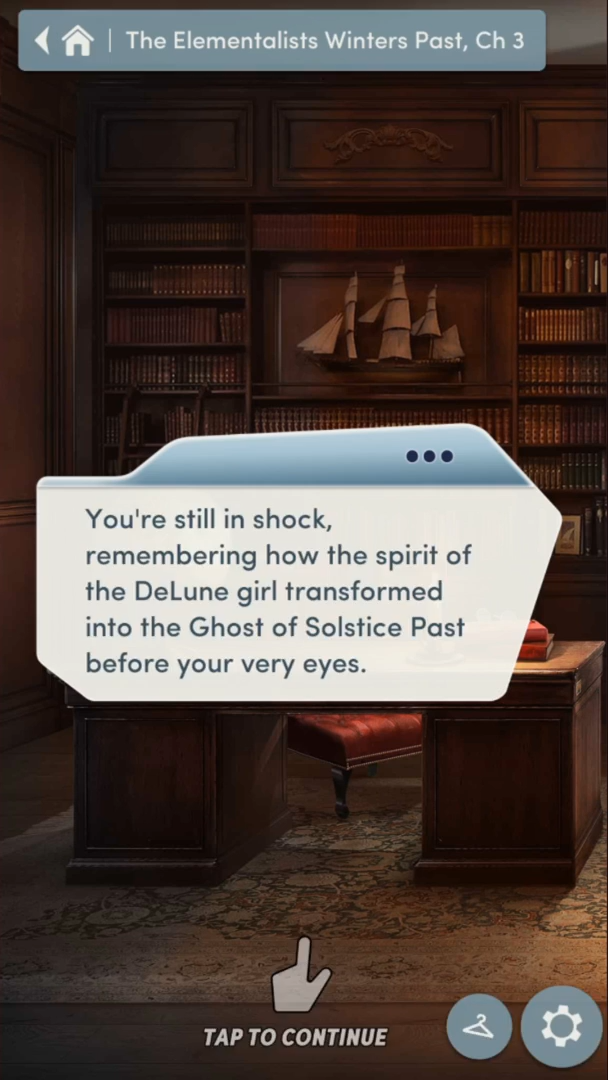 The Elementalists Winters Past, Ch 3
You're still in shock,
remembering how the spirit of
the DeLune girl transformed
into the Ghost of Solstice Past
before your very eyes.
TAP TO CONTINUE